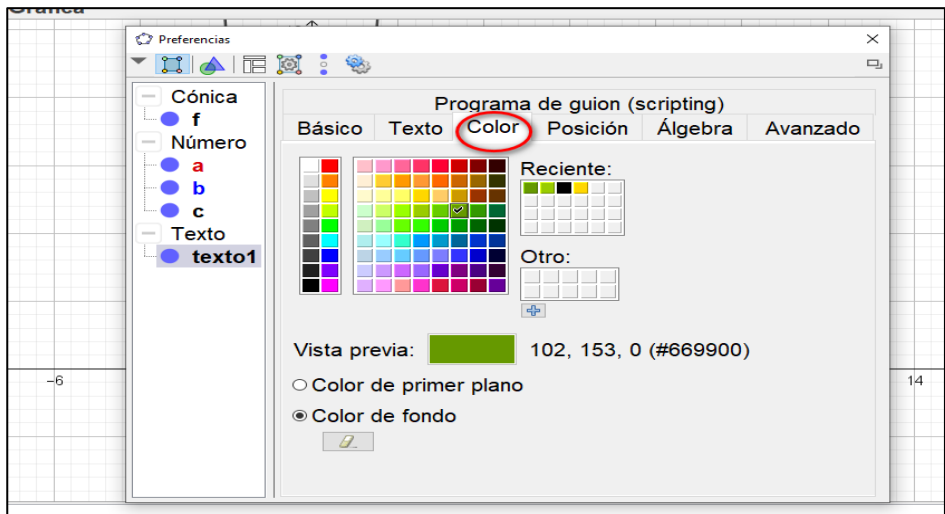 Gráfica
Preferencias
Cónica
f
Número
a
b
c
Texto
texto1
Programa de guion (scripting)
Básico Texto Color Posición Álgebra Avanzado
Reciente:
Otro:
Vista previa: 102, 153, 0 (#669900)
Color de primer plano
Color de fondo
-6
14